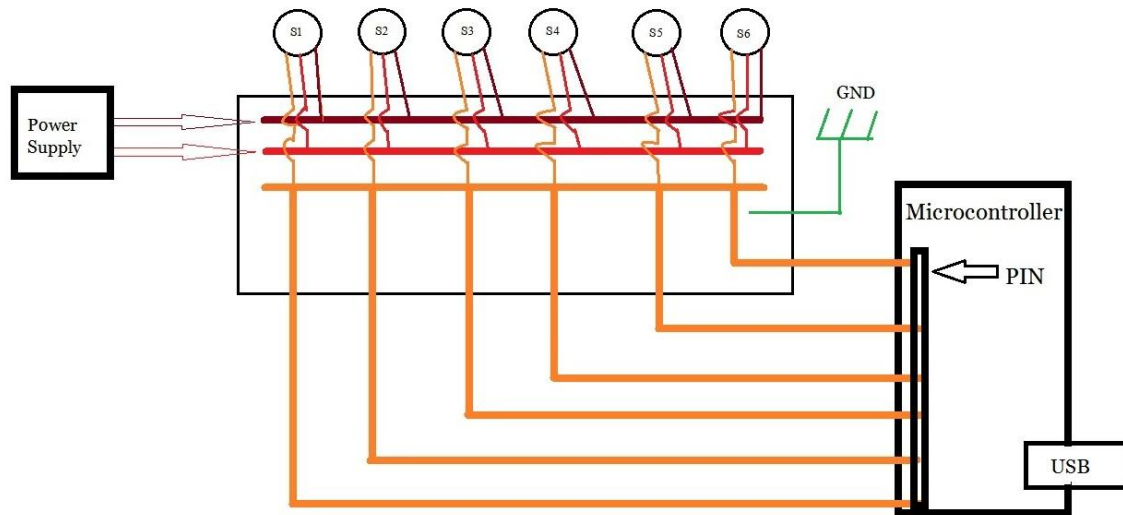 S1
S2
S3
S4
S5
S6
Power
Supply
GND
Microcontroller
PIN
USB